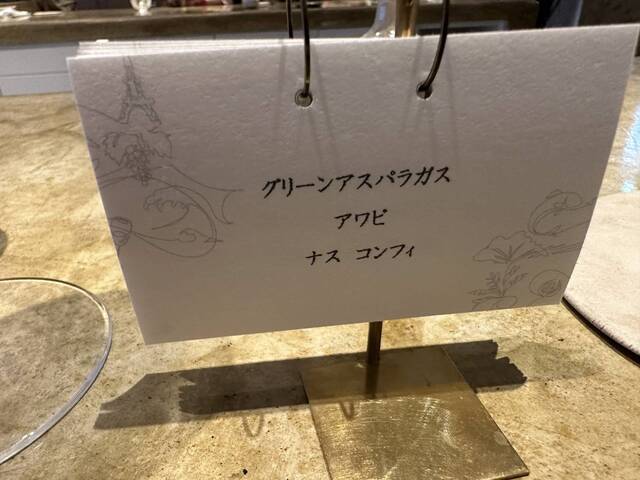 グリーンアスパラガス
アワビ
ナス コンフィ